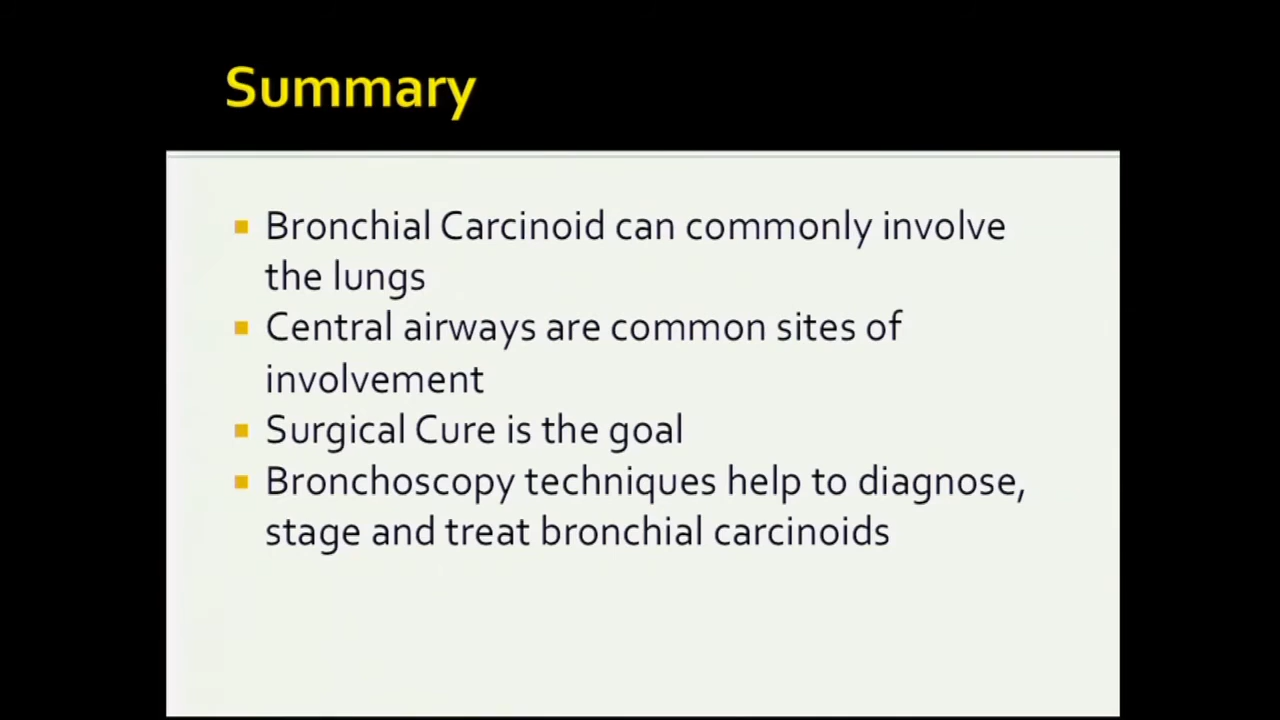 Summary
Bronchial Carcinoid can commonly involve
the lungs
Central airways are common sites of
involvement
Surgical Cure is the goal
Bronchoscopy techniques help to diagnose,
stage and treat bronchial carcinoids